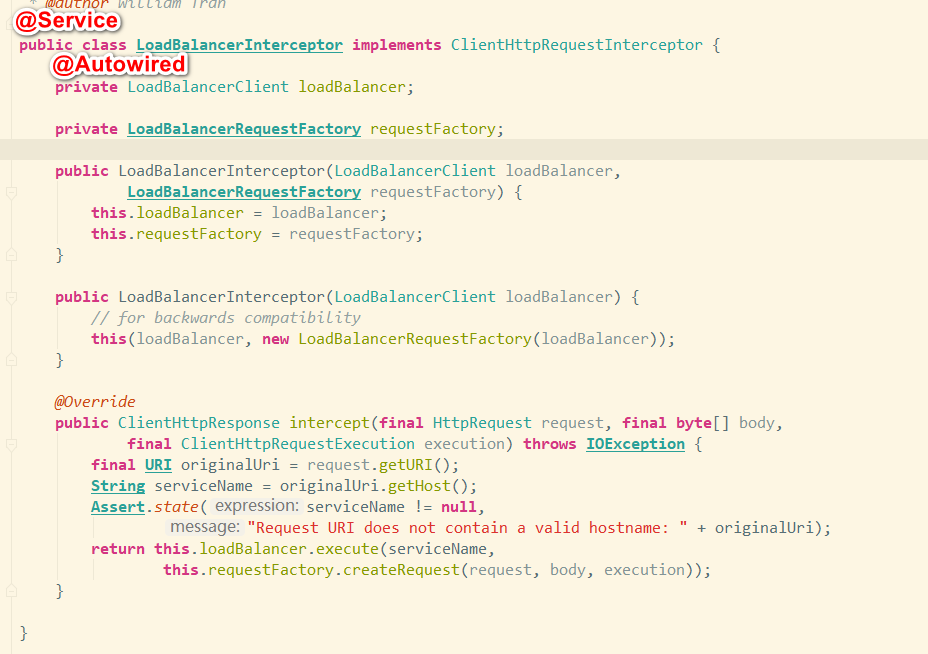 * @author William Tran
@Service
public class LoadBalancerInterceptor implements ClientHttpRequestInterceptor {
@Autowired
private LoadBalancerClient loadBalancer;
private LoadBalancerRequestFactory requestFactory;
public LoadBalancerInterceptor(LoadBalancerClient loadBalancer,
LoadBalancerRequestFactory requestFactory) {
this.loadBalancer = loadBalancer;
this.requestFactory = requestFactory;
}
public LoadBalancerInterceptor(LoadBalancerClient loadBalancer) {
// for backwards compatibility
this(loadBalancer, new LoadBalancerRequestFactory(loadBalancer));
}
@Override
public ClientHttpResponse intercept(final HttpRequest request, final byte[] body,
final ClientHttpRequestExecution execution) throws IOException {
final URI originalUri = request.getURI();
String serviceName = originalUri.getHost();
Assert.state( expression: serviceName != null,
message: "Request URI does not contain a valid hostname: " + originalUri);
return this.loadBalancer.execute(serviceName,
this.requestFactory.createRequest(request, body, execution));
}
}